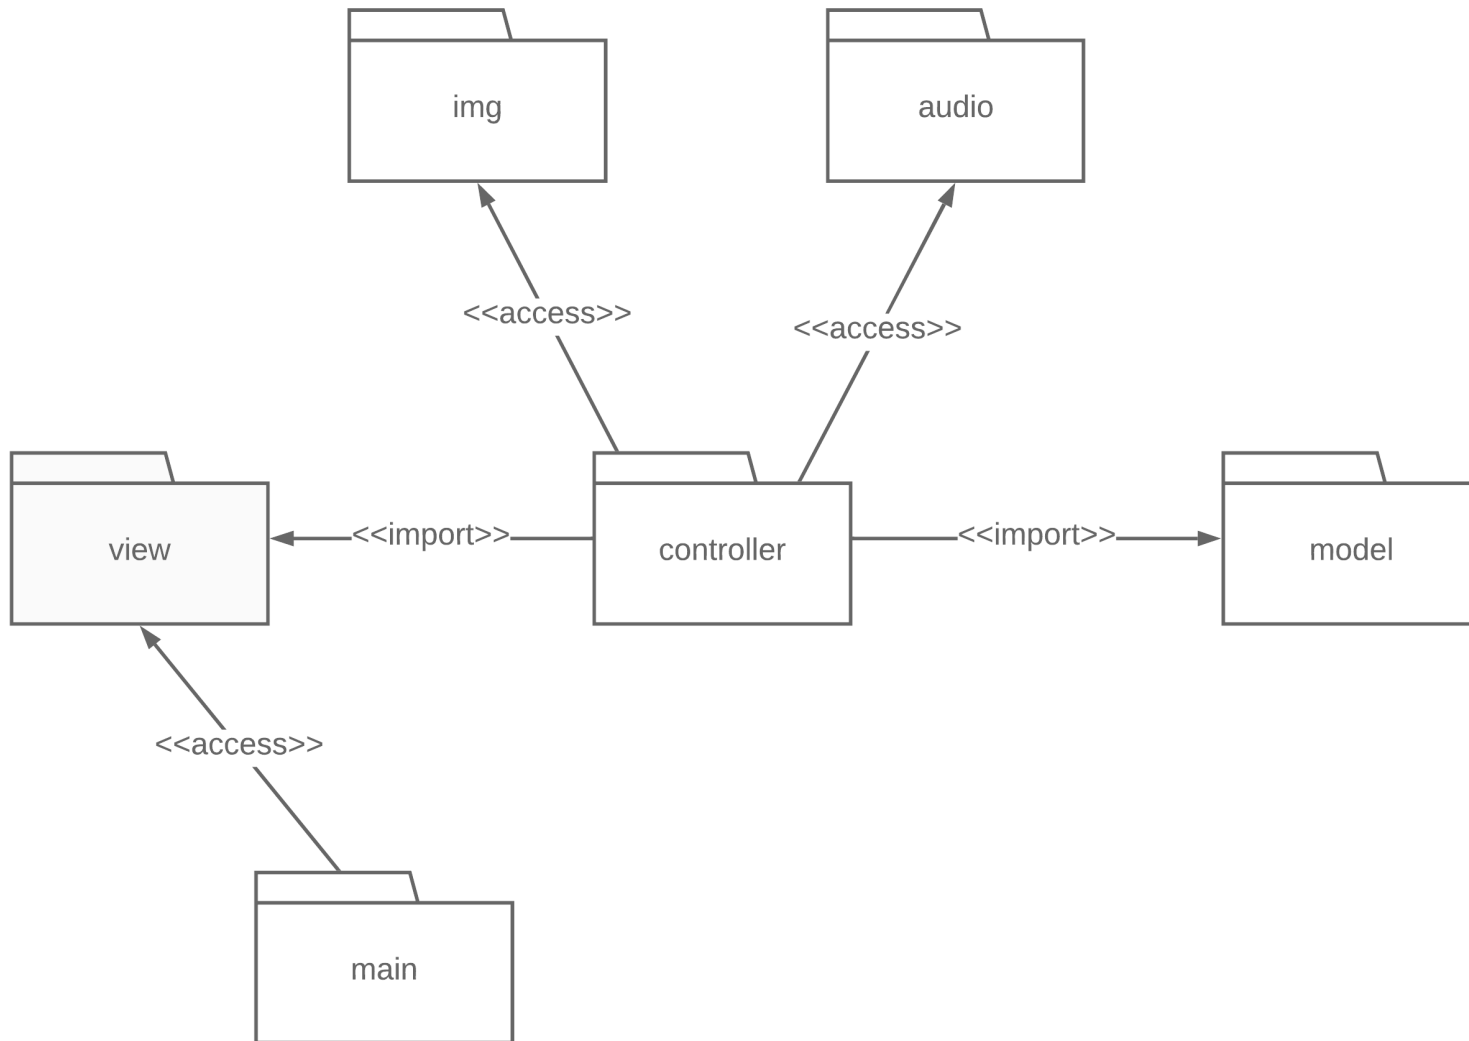 img
audio
<<access>>
<<access>>
view
<<import>>
controller
<<import>>
model
<<access>>
main